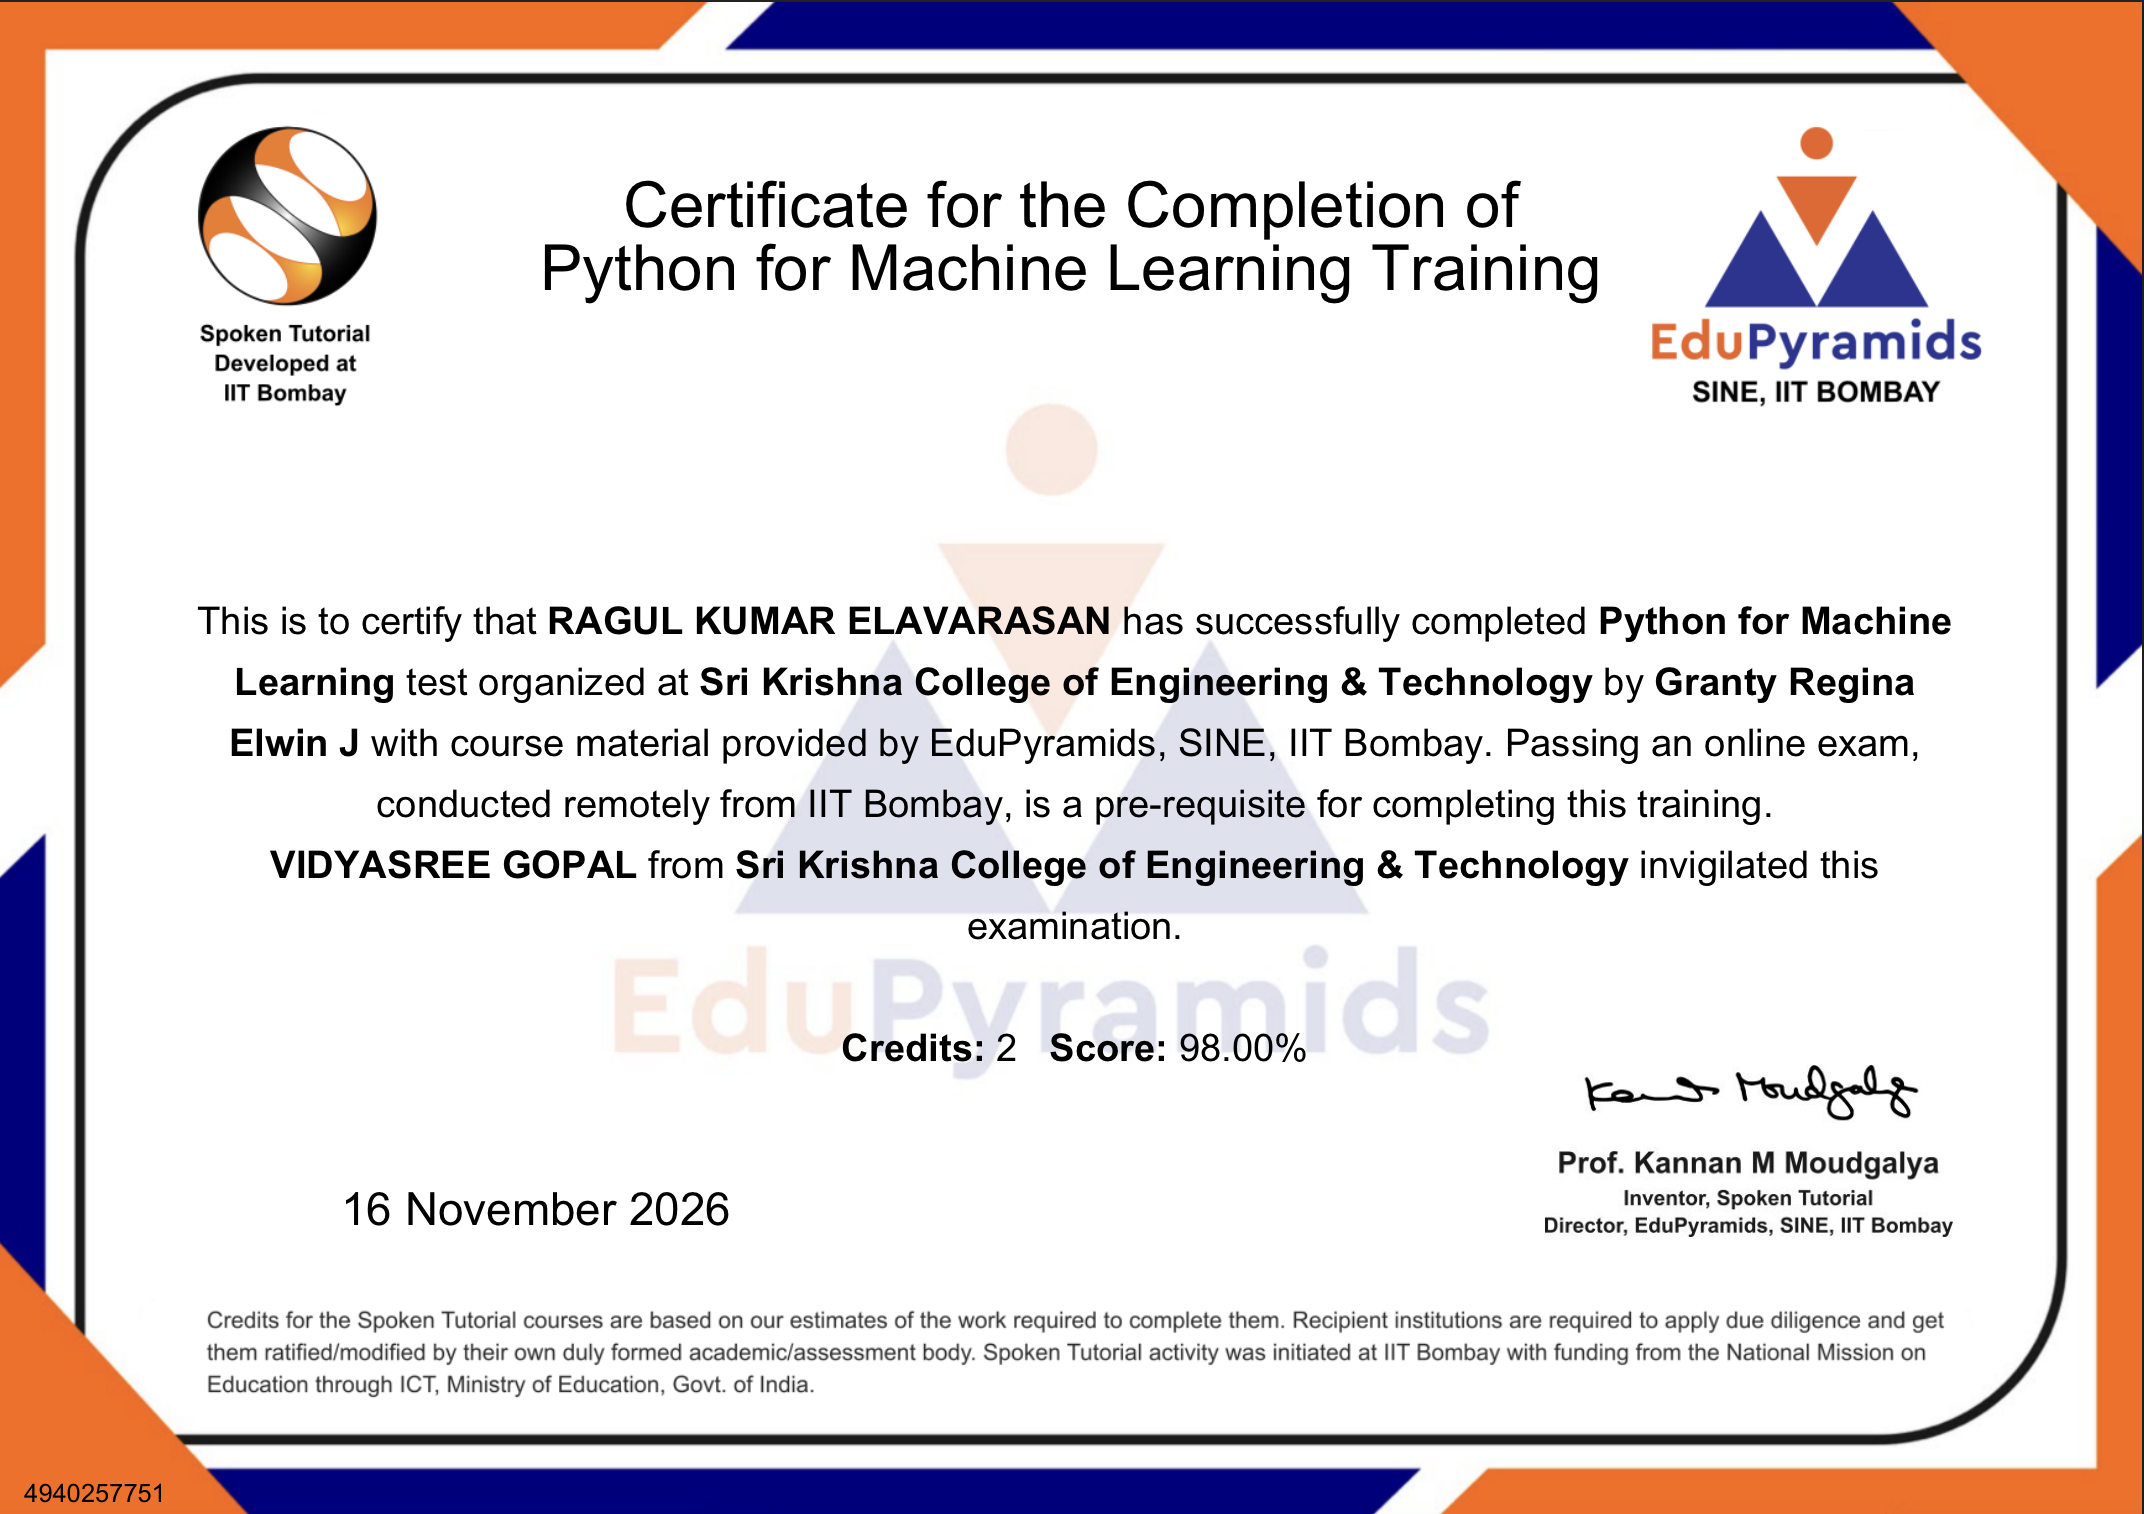 Spoken Tutorial
Developed at
IIT Bombay
Certificate for the Completion of
Python for Machine Learning Training
EduPyramids
SINE, IIT BOMBAY
This is to certify that RAGUL KUMAR ELAVARASAN has successfully completed Python for Machine
Learning test organized at Sri Krishna College of Engineering & Technology by Granty Regina
Elwin J with course material provided by EduPyramids, SINE, IIT Bombay. Passing an online exam,
conducted remotely from IIT Bombay, is a pre-requisite for completing this training.
VIDYASREE GOPAL from Sri Krishna College of Engineering & Technology invigilated this
examination.
EduPyramids
Credits: 2 Score: 98.00%
Kannan Moudgalya
Prof. Kannan M Moudgalya
Inventor, Spoken Tutorial
Director, EduPyramids, SINE, IIT Bombay
16 November 2026
Credits for the Spoken Tutorial courses are based on our estimates of the work required to complete them. Recipient institutions are required to apply due diligence and get
them ratified/modified by their own duly formed academic/assessment body. Spoken Tutorial activity was initiated at IIT Bombay with funding from the National Mission on
Education through ICT, Ministry of Education, Govt. of India.
4940257751